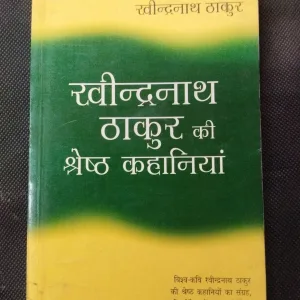 रवीन्द्रनाथ ठाकुर
रवीन्द्रनाथ
ठाकुर की
श्रेष्ठ कहानियां
विश्व-कवि रवीन्द्रनाथ ठाकुर
की श्रेष्ठ कहानियों का संग्रह,